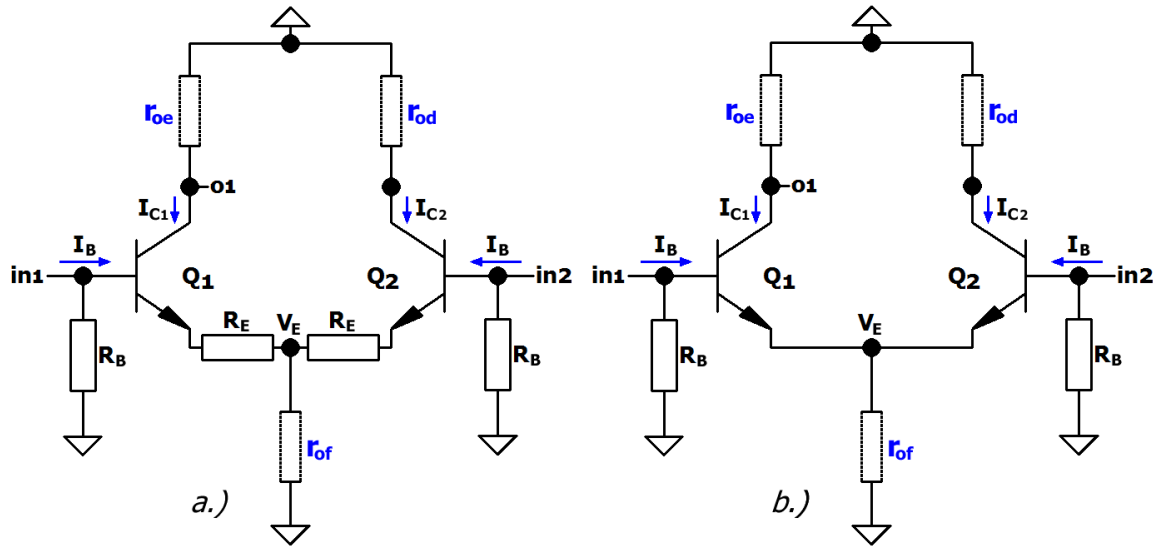 roe
rod
o1
IC1
IC2
IB
IB
in1
Q1
Q2
in2
RE
VE
RE
RB
RB
rof
a.)
roe
rod
o1
IC1
IC2
IB
IB
in1
Q1
Q2
in2
VE
RB
RB
rof
b.)